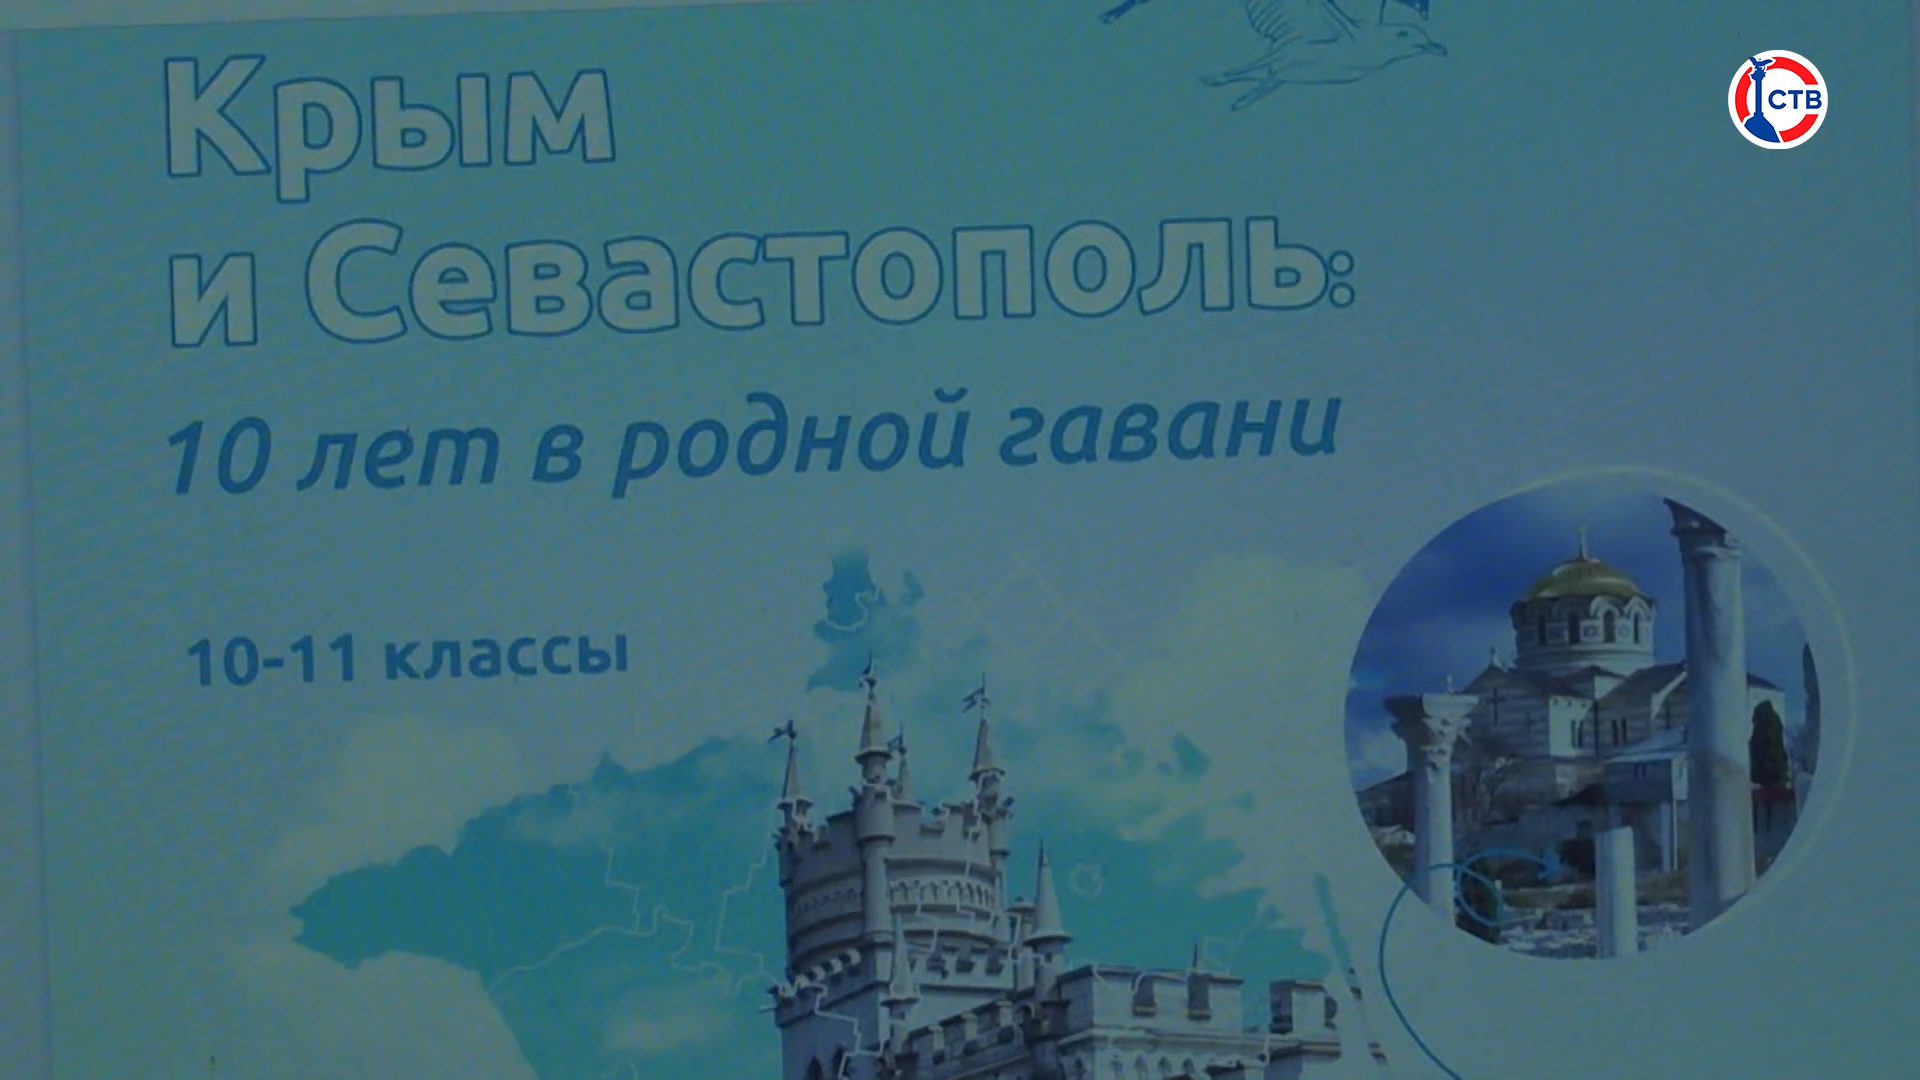 СТВ
Крым
и Севастополь:
10 лет в родной гавани
10-11 классы